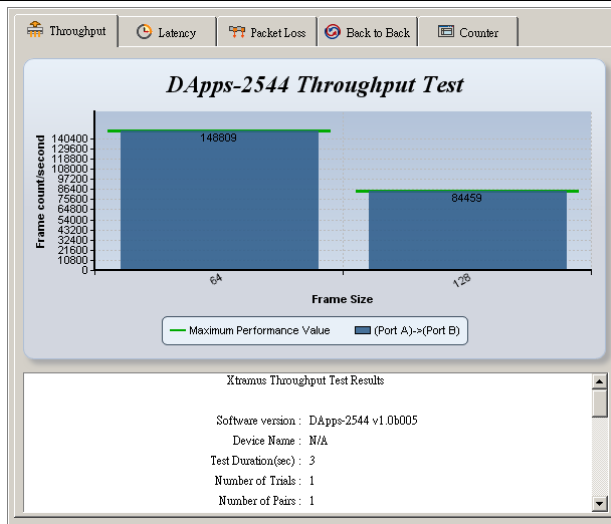 Throughput
Latency
Packet Loss
Back to Back
Counter
DApps-2544 Throughput Test
Frame count/second
140400
129600
118800
108000
97200
86400
75600
64800
54000
43200
32400
21600
10800
0
148809
84459
64
128
Frame Size
Maximum Performance Value
(Port A)->(Port B)
Xtramus Throughput Test Results
Software version : DApps-2544 v1.0b005
Device Name : N/A
Test Duration(sec) : 3
Number of Trials : 1
Number of Pairs : 1